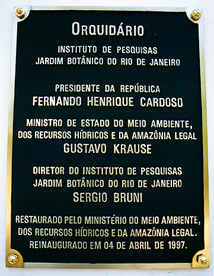 ORQUIDÁRIO
INSTITUTO DE PESQUISAS
JARDIM BOTÂNICO DO RIO DE JANEIRO
PRESIDENTE DA REPÚBLICA
FERNANDO HENRIQUE CARDOSO
MINISTRO DE ESTADO DO MEIO AMBIENTE,
DOS RECURSOS HÍDRICOS E DA AMAZÔNIA LEGAL
GUSTAVO KRAUSE
DIRETOR DO INSTITUTO DE PESQUISAS
JARDIM BOTÂNICO DO RIO DE JANEIRO
SERGIO BRUNI
RESTAURADO PELO MINISTÉRIO DO MEIO AMBIENTE,
DOS RECURSOS HÍDRICOS E DA AMAZÔNIA LEGAL.
REINAUGURADO EM 04 DE ABRIL DE 1997.